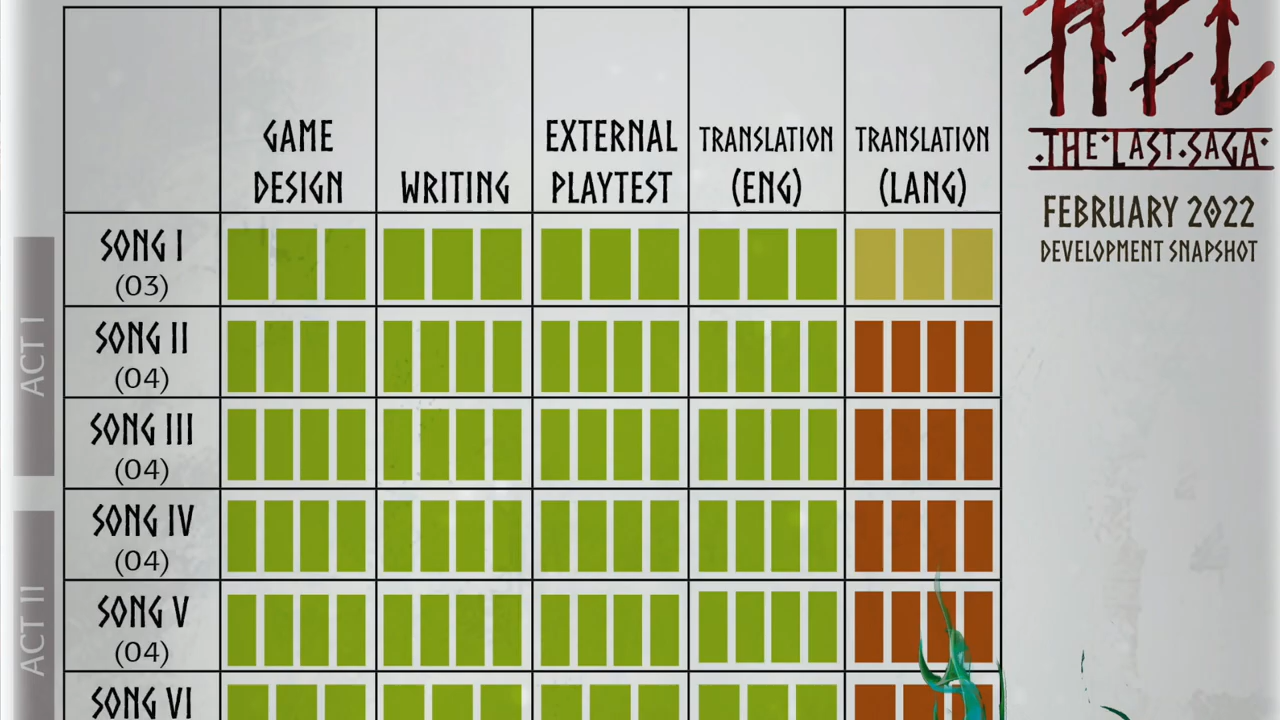 GAME
DESIGN
WRITING
EXTERNAL
PLAYTEST
TRANSLATION
(ENG)
TRANSLATION
(LANG)
HEL
·THE·LAST·SAGA·
FEBRUARY 2022
DEVELOPMENT SNAPSHOT
ACT I
SONG I
(03)
SONG II
(04)
SONG III
(04)
ACT II
SONG IV
(04)
SONG V
(04)
SONG VI